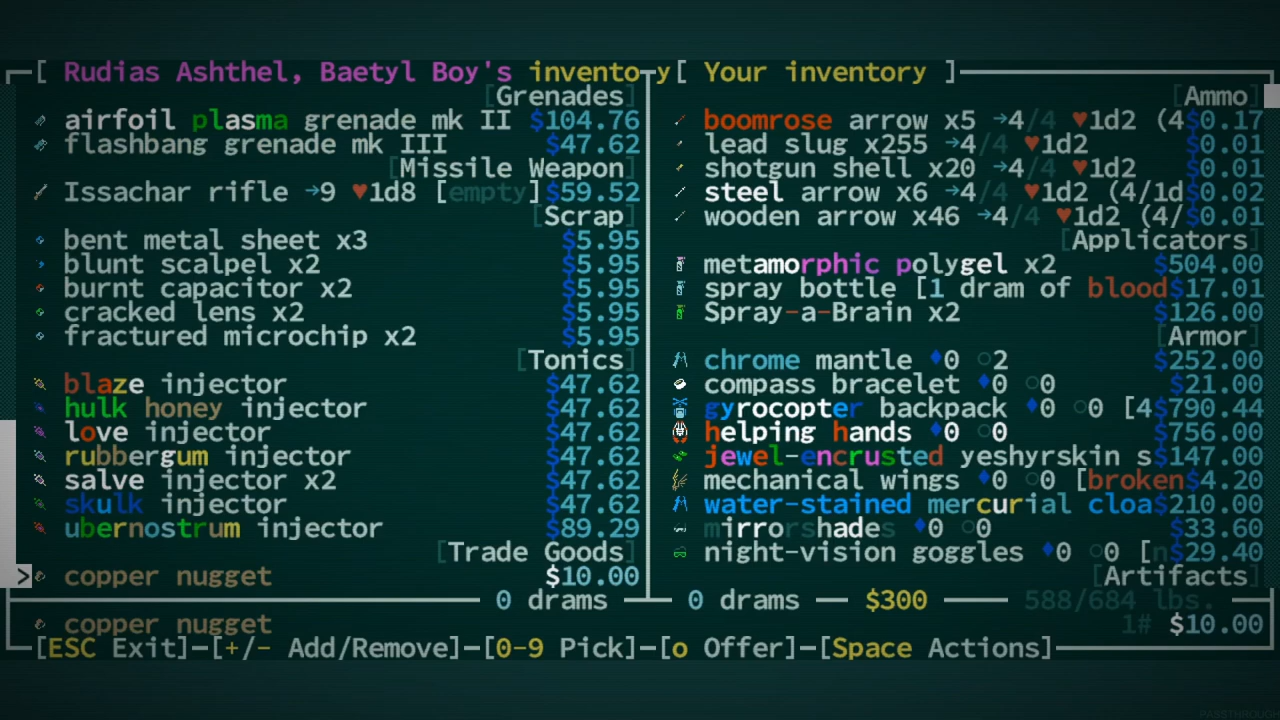 [ Rudias Ashthel, Baetyl Boy's inventory
[Grenades]
airfoil plasma grenade mk II $104.76
flashbang grenade mk III $47.62
[Missile Weapon]
Issachar rifle →9 ♥1d8 [empty] $59.52
[Scrap]
bent metal sheet x3 $5.95
blunt scalpel x2 $5.95
burnt capacitor x2 $5.95
cracked lens x2 $5.95
fractured microchip x2 $5.95
[Tonics]
blaze injector $47.62
hulk honey injector $47.62
love injector $47.62
rubbergum injector $47.62
salve injector x2 $47.62
skulk injector $47.62
ubernostrum injector $89.29
[Trade Goods]
> copper nugget $10.00
[ Your inventory ]
[Ammo]
boomrose arrow x5 →4/4 ♥1d2 (4 $0.17
lead slug x255 →4/4 ♥1d2 $0.01
shotgun shell x20 →4/4 ♥1d2 $0.01
steel arrow x6 →4/4 ♥1d2 (4/1d $0.02
wooden arrow x46 →4/4 ♥1d2 (4/ $0.01
[Applicators]
metamorphic polygel x2 $504.00
spray bottle [1 dram of blood $17.01
Spray-a-Brain x2 $126.00
[Armor]
chrome mantle ♦0 ○2 $252.00
compass bracelet ♦0 ○0 $21.00
gyrocopter backpack ♦0 ○0 [4 $790.44
helping hands ♦0 ○0 $756.00
jewel-encrusted yeshyrskin s $147.00
mechanical wings ♦0 ○0 [broken $4.20
water-stained mercurial cloa $210.00
mirrorshades ♦0 ○0 $33.60
night-vision goggles ♦0 ○0 [n $29.40
[Artifacts]
0 drams 0 drams $300 588/684 lbs.
copper nugget 1# $10.00
[ESC Exit]-[+/- Add/Remove]-[0-9 Pick]-[o Offer]-[Space Actions]